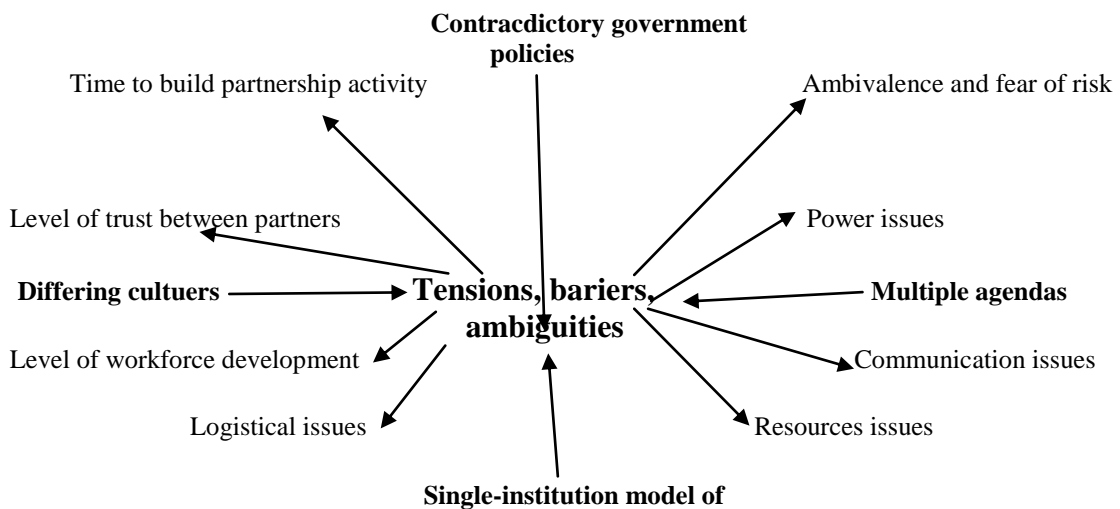 Contracdictory government
policies
Time to build partnership activity
Ambivalence and fear of risk
Level of trust between partners
Power issues
Differing cultuers
Tensions, bariers,
ambiguities
Multiple agendas
Level of workforce development
Communication issues
Logistical issues
Resources issues
Single-institution model of